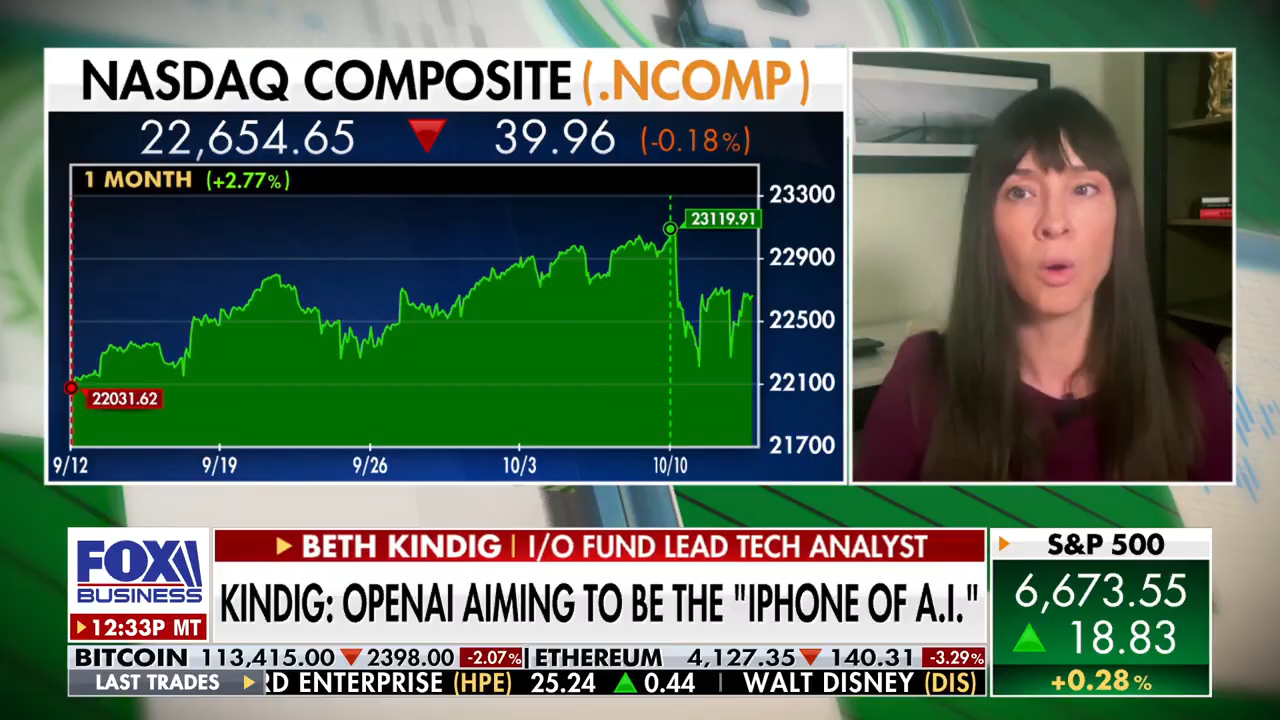 NASDAQ COMPOSITE (.NCOMP)
22,654.65 ▼ 39.96 (-0.18%)
1 MONTH (+2.77%)
23300
23119.91
22900
22500
22100
22031.62
21700
9/12 9/19 9/26 10/3 10/10
FOX BUSINESS
12:33P MT
BETH KINDIG | I/O FUND LEAD TECH ANALYST
KINDIG: OPENAI AIMING TO BE THE "IPHONE OF A.I."
S&P 500
6,673.55
▲ 18.83
+0.28%
BITCOIN 113,415.00 ▼ 2398.00 -2.07% | ETHEREUM 4,127.35 ▼ 140.31 -3.29%
LAST TRADES RD ENTERPRISE (HPE) 25.24 ▲ 0.44 | WALT DISNEY (DIS)